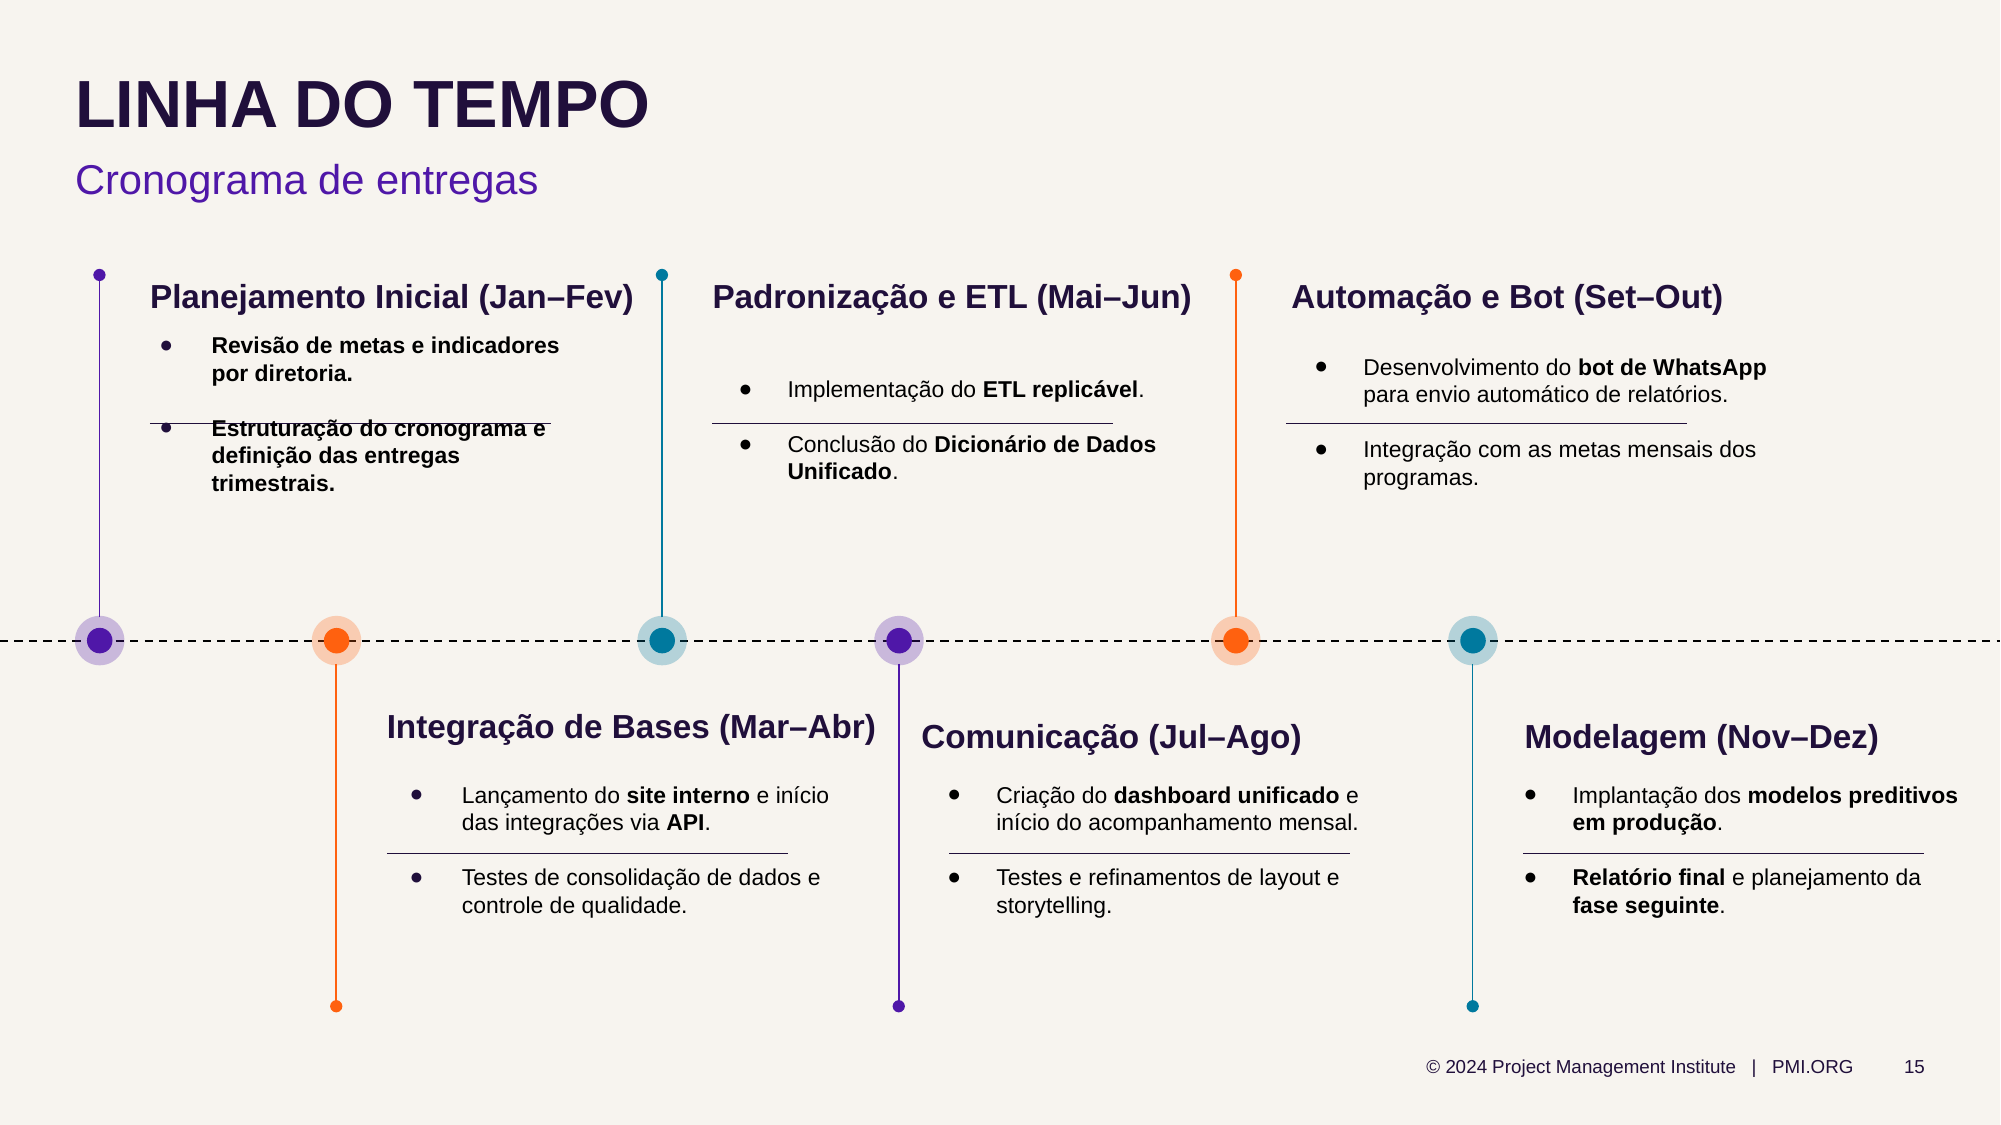 LINHA DO TEMPO
Cronograma de entregas
Planejamento Inicial (Jan–Fev)
● Revisão de metas e indicadores
por diretoria.
● Estruturação do cronograma e
definição das entregas
trimestrais.
Padronização e ETL (Mai–Jun)
● Implementação do ETL replicável.
● Conclusão do Dicionário de Dados
Unificado.
Automação e Bot (Set–Out)
● Desenvolvimento do bot de WhatsApp
para envio automático de relatórios.
● Integração com as metas mensais dos
programas.
Integração de Bases (Mar–Abr)
● Lançamento do site interno e início
das integrações via API.
● Testes de consolidação de dados e
controle de qualidade.
Comunicação (Jul–Ago)
● Criação do dashboard unificado e
início do acompanhamento mensal.
● Testes e refinamentos de layout e
storytelling.
Modelagem (Nov–Dez)
● Implantação dos modelos preditivos
em produção.
● Relatório final e planejamento da
fase seguinte.
© 2024 Project Management Institute | PMI.ORG 15